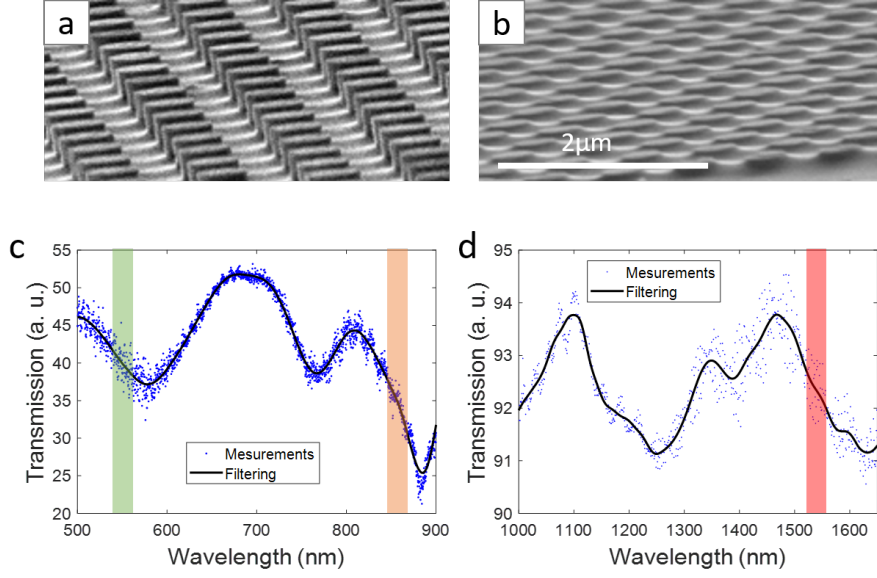 a
b
2μm
c
55
50
45
40
35
30
25
20
Transmission (a. u.)
Mesurements
Filtering
500
600
700
800
900
Wavelength (nm)
d
95
94
93
92
91
90
Transmission (a. u.)
Mesurements
Filtering
1000
1100
1200
1300
1400
1500
1600
Wavelength (nm)